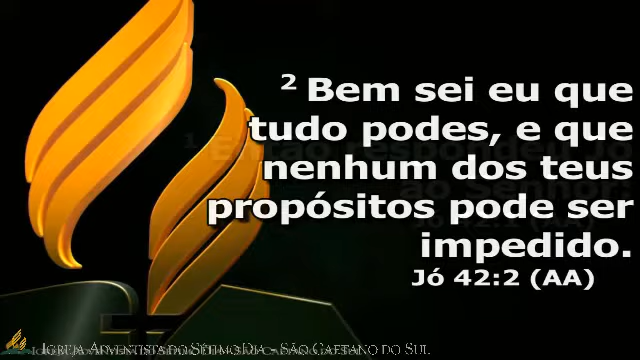 ² Bem sei eu que
tudo podes, e que
nenhum dos teus
propósitos pode ser
impedido.
Jó 42:2 (AA)
Igreja Adventista do Sétimo Dia - São Caetano do Sul